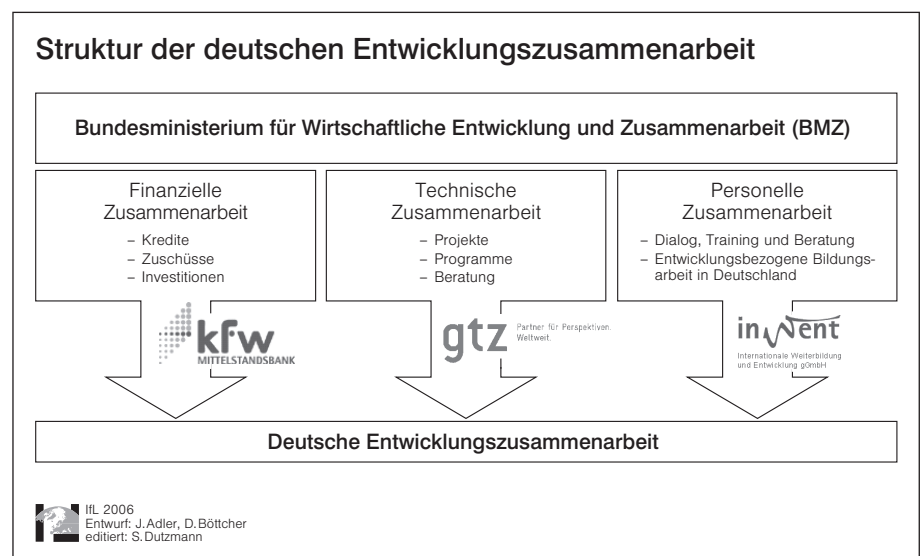 Struktur der deutschen Entwicklungszusammenarbeit
Bundesministerium für Wirtschaftliche Entwicklung und Zusammenarbeit (BMZ)
Finanzielle
Zusammenarbeit
– Kredite
– Zuschüsse
– Investitionen
Technische
Zusammenarbeit
– Projekte
– Programme
– Beratung
Personelle
Zusammenarbeit
– Dialog, Training und Beratung
– Entwicklungsbezogene Bildungs-
arbeit in Deutschland
kfw
MITTELSTANDSBANK
gtz
Partner für Perspektiven.
Weltweit.
inWent
Internationale Weiterbildung
und Entwicklung gGmbH
Deutsche Entwicklungszusammenarbeit
IfL 2006
Entwurf: J.Adler, D.Böttcher
editiert: S.Dutzmann